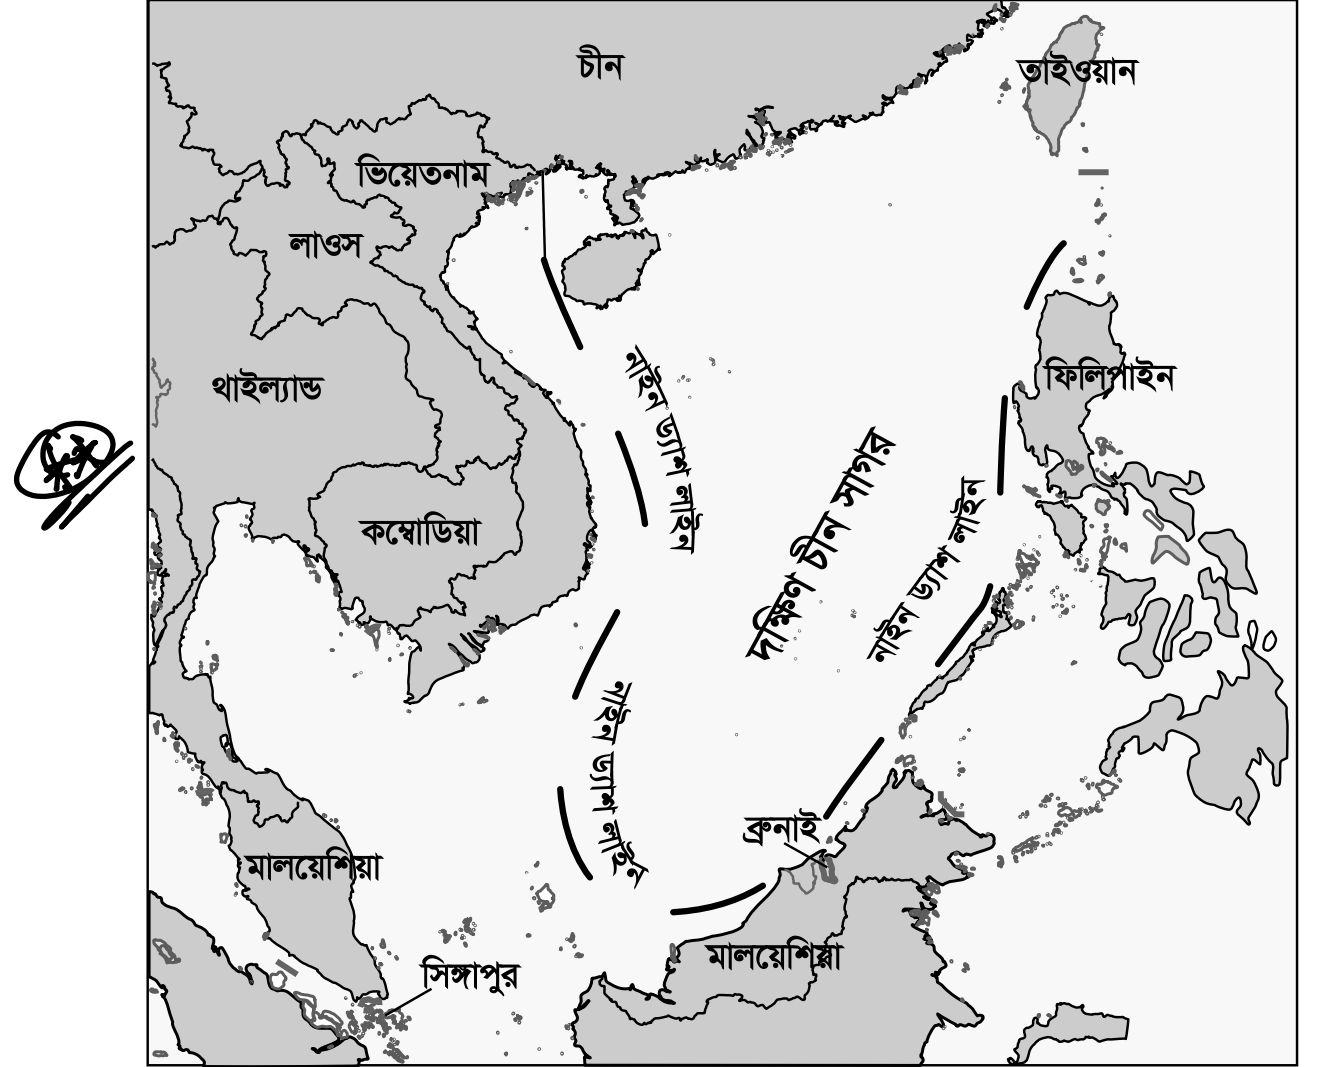 চীন
তাইওয়ান
ভিয়েতনাম
লাওস
থাইল্যান্ড
ফিলিপাইন
নাইন ড্যাশ লাইন
দক্ষিণ চীন সাগর
নাইন ড্যাশ লাইন
কম্বোডিয়া
নাইন ড্যাশ লাইন
ব্রুনাই
মালয়েশিয়া
মালয়েশিয়া
সিঙ্গাপুর